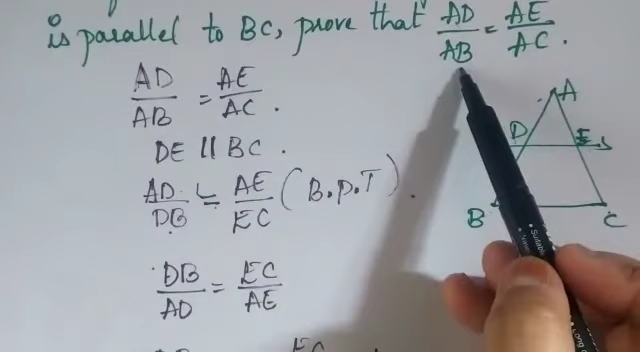 is parallel to BC, prove that AD/AB = AE/AC.
AD/AB = AE/AC.
DE || BC.
AD/DB = AE/EC (B.P.T).
DB/AD = EC/AE
EC
A
D E
B C